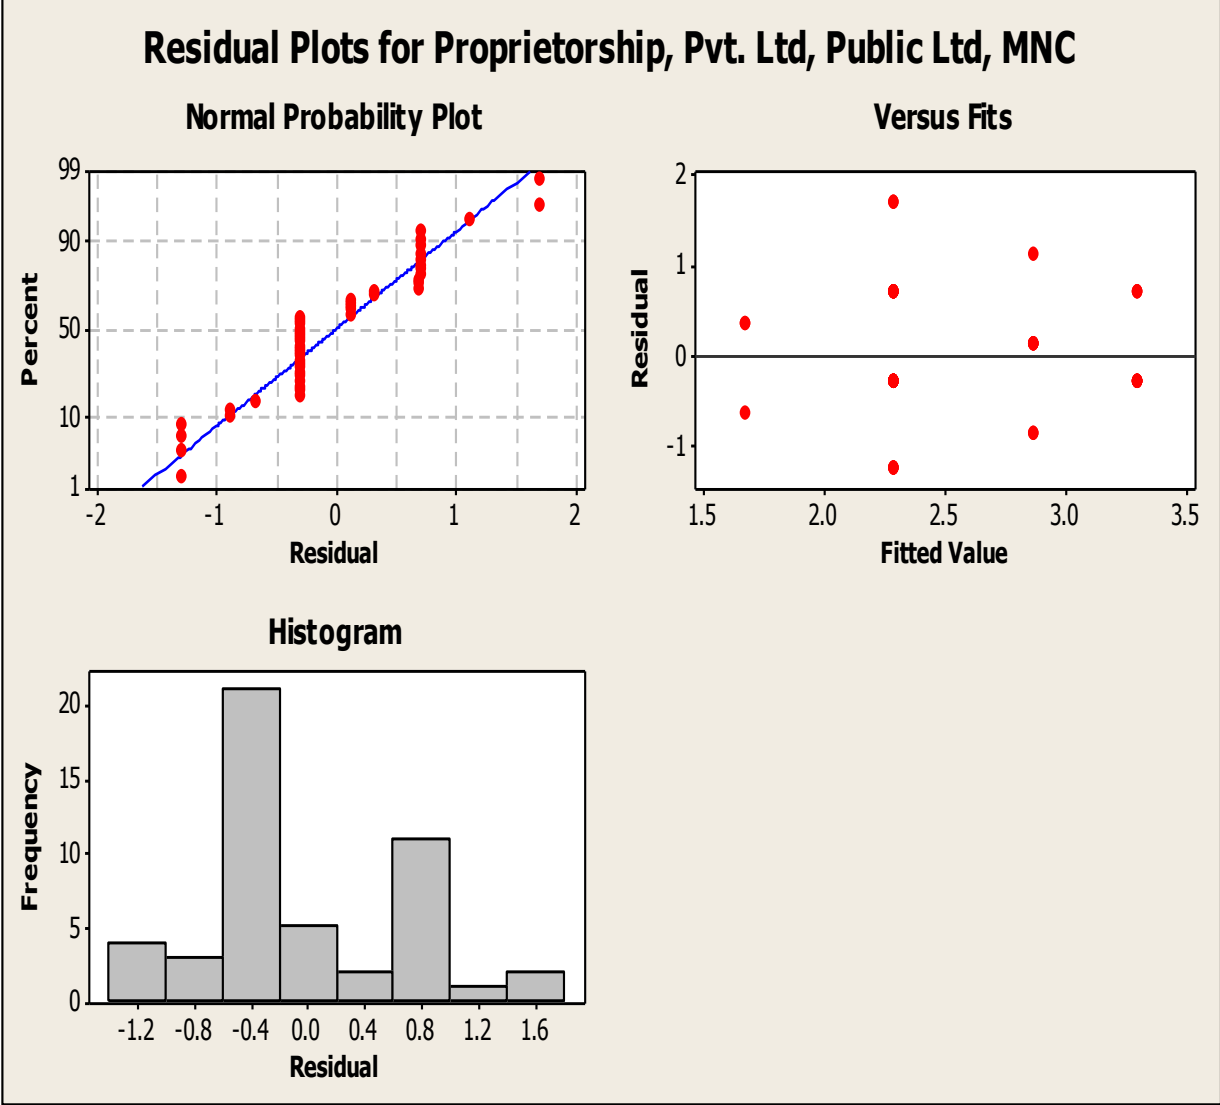 Residual Plots for Proprietorship, Pvt. Ltd, Public Ltd, MNC
Normal Probability Plot
99
90
50
10
1
Percent
-2 -1 0 1 2
Residual
Versus Fits
2
1
0
-1
Residual
1.5 2.0 2.5 3.0 3.5
Fitted Value
Histogram
20
15
10
5
0
Frequency
-1.2 -0.8 -0.4 0.0 0.4 0.8 1.2 1.6
Residual